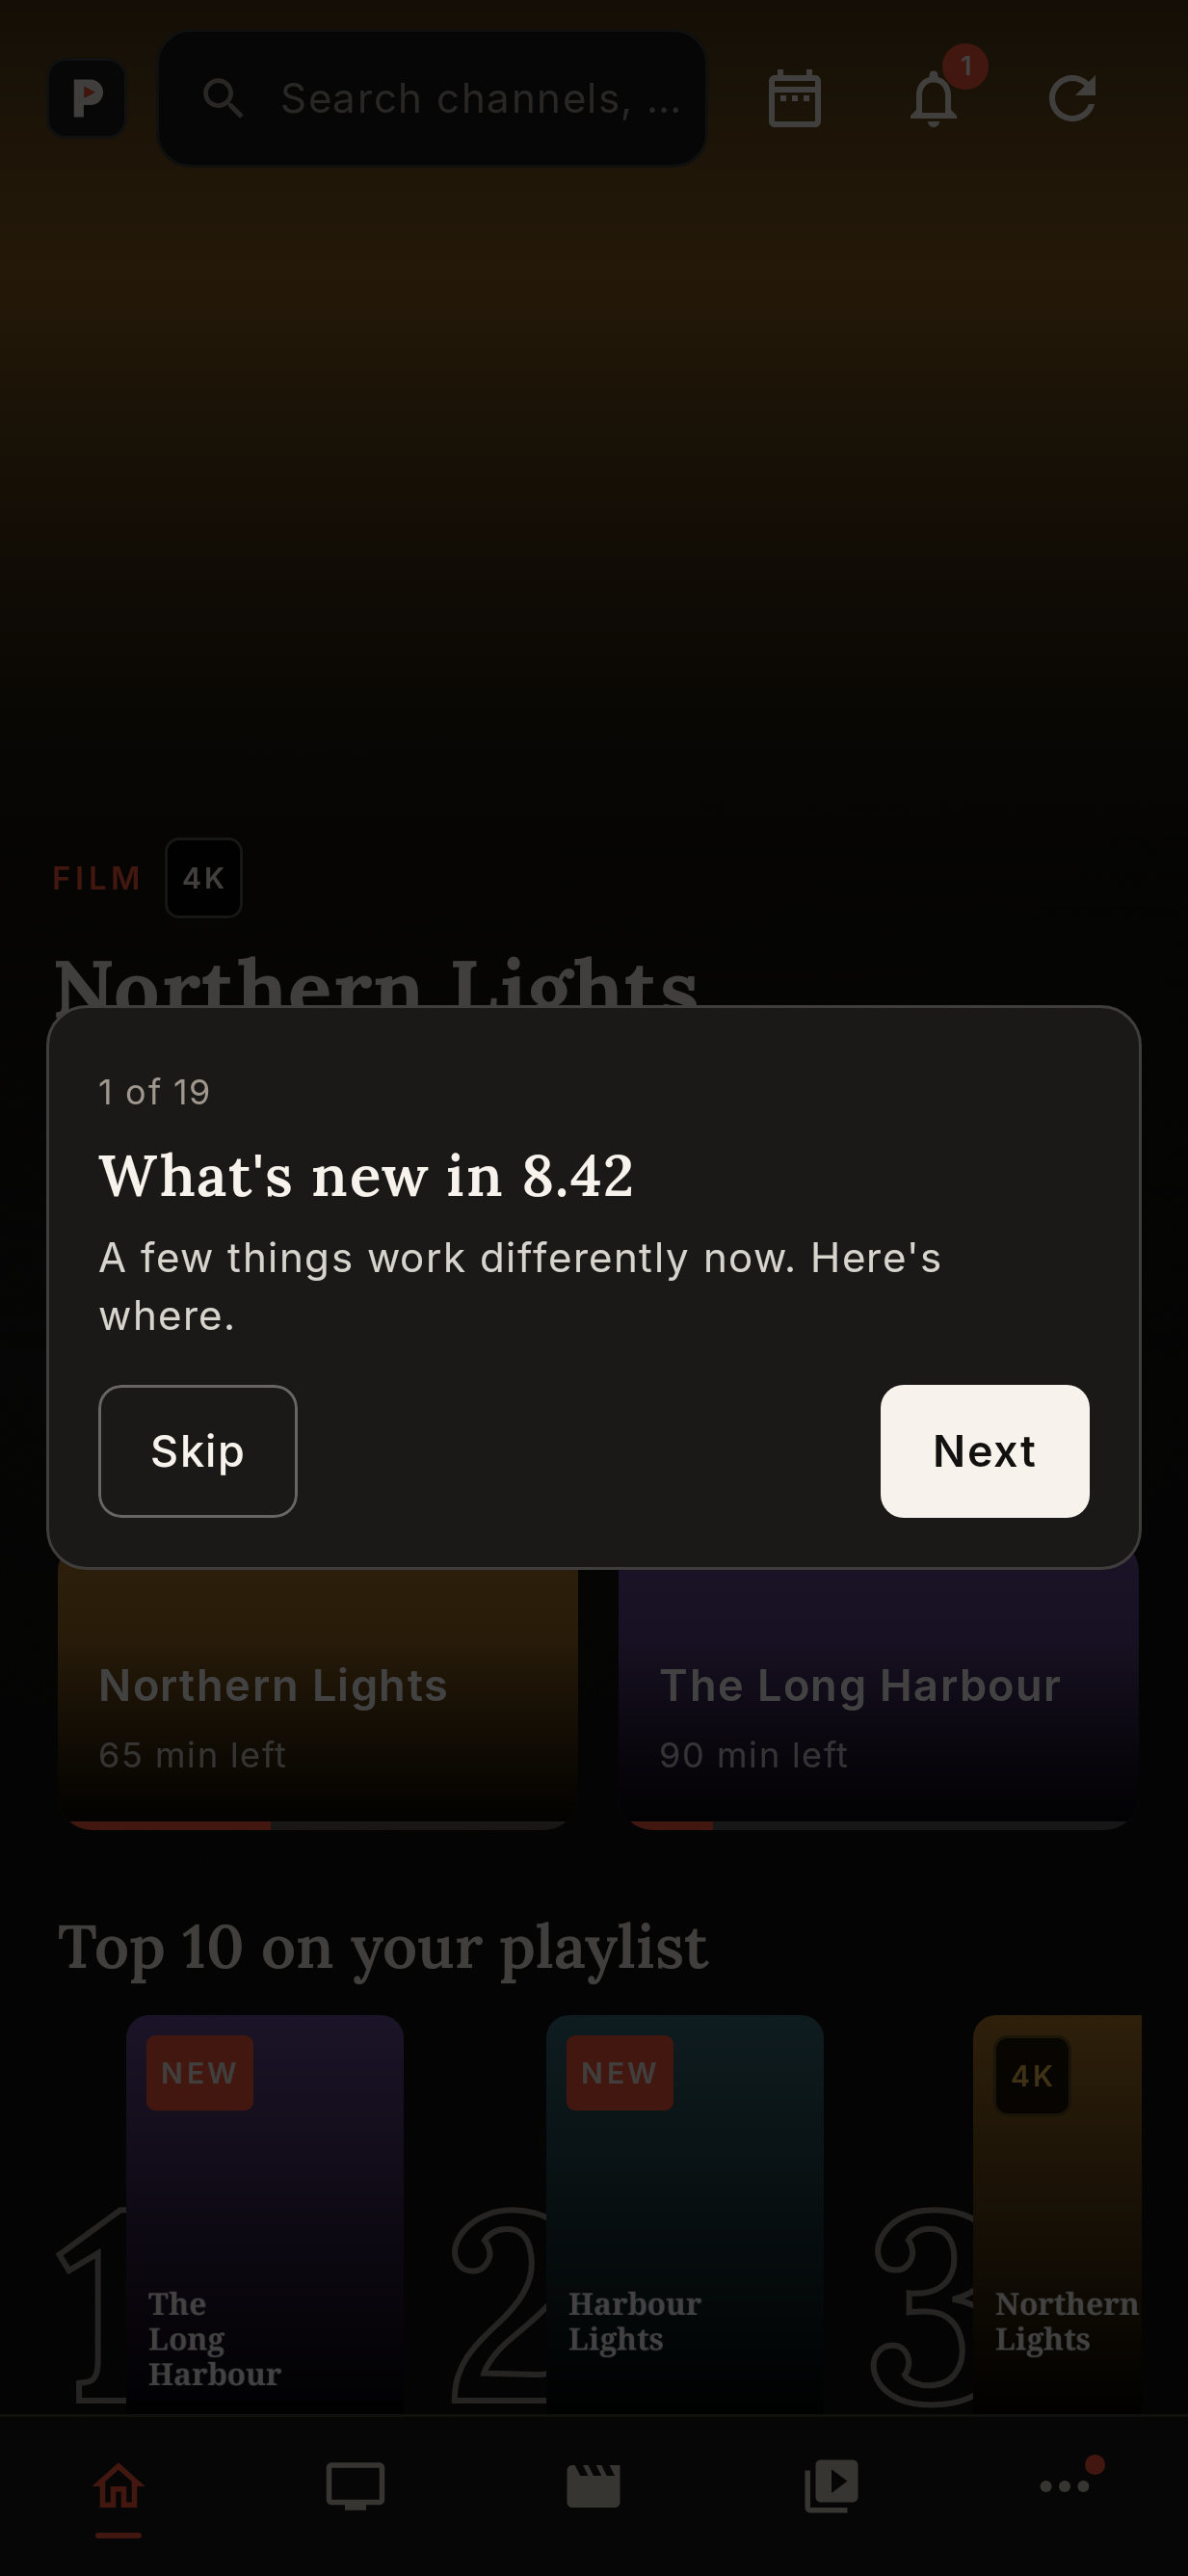 P
Search channels, ...
1
FILM
4K
Northern Lights
1 of 19
What's new in 8.42
A few things work differently now. Here's
where.
Skip
Next
Northern Lights
65 min left
The Long Harbour
90 min left
Top 10 on your playlist
1
NEW
The
Long
Harbour
2
NEW
Harbour
Lights
3
4K
Northern
Lights